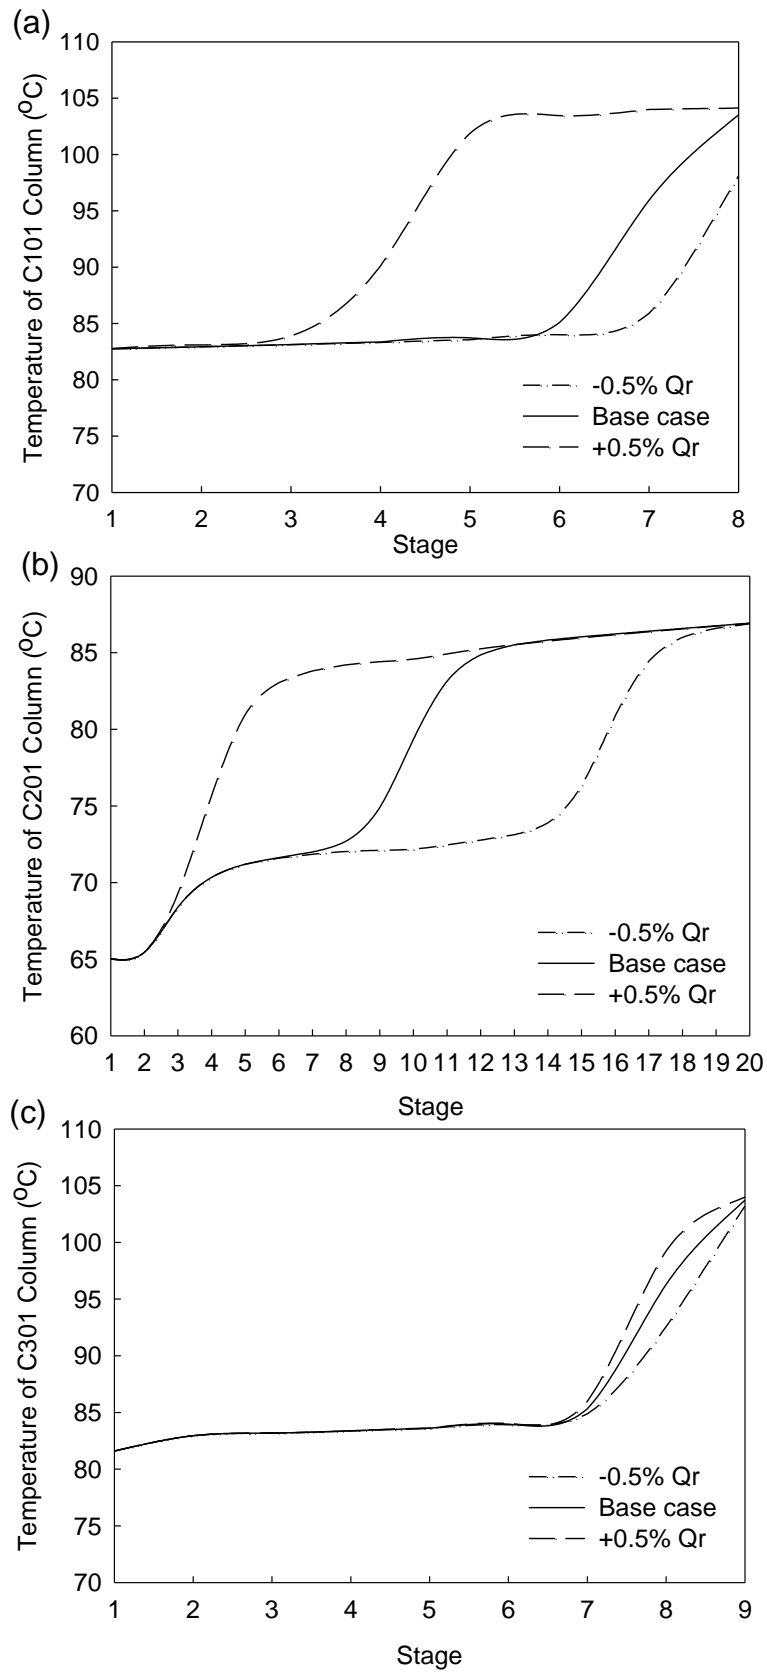 (a)
Temperature of C101 Column (ºC)
110
105
100
95
90
85
80
75
70
-0.5% Qr
Base case
+0.5% Qr
1 2 3 4 5 6 7 8
Stage
(b)
Temperature of C201 Column (ºC)
90
85
80
75
70
65
60
-0.5% Qr
Base case
+0.5% Qr
1 2 3 4 5 6 7 8 9 10 11 12 13 14 15 16 17 18 19 20
Stage
(c)
Temperature of C301 Column (ºC)
110
105
100
95
90
85
80
75
70
-0.5% Qr
Base case
+0.5% Qr
1 2 3 4 5 6 7 8 9
Stage